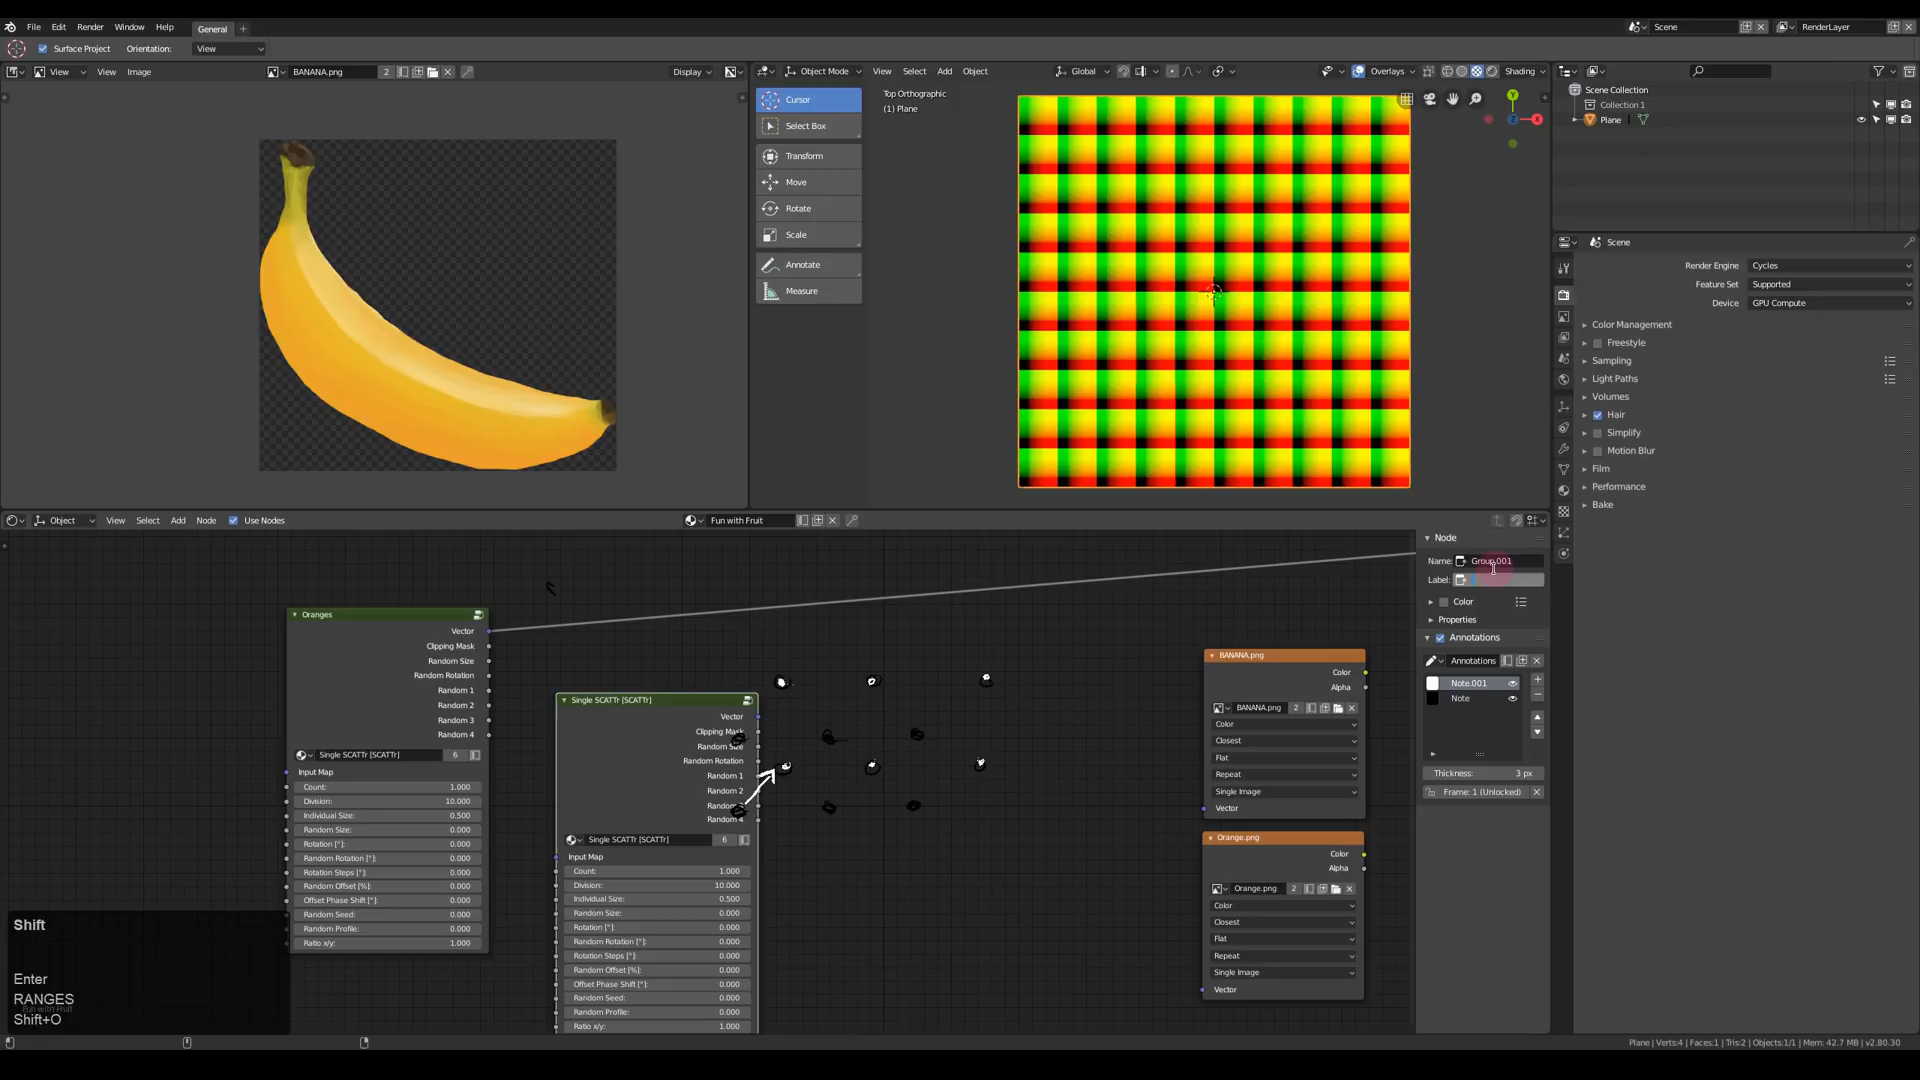 File Edit Render Window Help General Scene RenderLayer
Surface Project Orientation: View
View View Image BANANA.png 2 Display
Object Mode View Select Add Object Global Overlays Shading
Cursor
Select Box
Transform
Move
Rotate
Scale
Annotate
Measure
Top Orthographic
(1) Plane
Y
X
Z
Scene Collection
Collection 1
Plane
Scene
Render Engine Cycles
Feature Set Supported
Device GPU Compute
Color Management
Freestyle
Sampling
Light Paths
Volumes
Hair
Simplify
Motion Blur
Film
Performance
Bake
Object View Select Add Node Use Nodes Fun with Fruit
Oranges
Vector
Clipping Mask
Random Size
Random Rotation
Random 1
Random 2
Random 3
Random 4
Single SCATTr [SCATTr] 6
Input Map
Count: 1.000
Division: 10.000
Individual Size: 0.500
Random Size: 0.000
Rotation [°]: 0.000
Random Rotation [°]: 0.000
Rotation Steps [°]: 0.000
Random Offset [%]: 0.000
Offset Phase Shift [°]: 0.000
Random Seed: 0.000
Random Profile: 0.000
Ratio x/y: 1.000
Single SCATTr [SCATTr]
Vector
Clipping Mask
Random Size
Random Rotation
Random 1
Random 2
Random
Random 4
Single SCATTr [SCATTr] 6
Input Map
Count: 1.000
Division: 10.000
Individual Size: 0.500
Random Size: 0.000
Rotation [°]: 0.000
Random Rotation [°]: 0.000
Rotation Steps [°]: 0.000
Random Offset [%]: 0.000
Offset Phase Shift [°]: 0.000
Random Seed: 0.000
Random Profile: 0.000
Ratio x/y: 1.000
BANANA.png
Color
Alpha
BANANA.png 2
Color
Closest
Flat
Repeat
Single Image
Vector
Orange.png
Color
Alpha
Orange.png 2
Color
Closest
Flat
Repeat
Single Image
Vector
Node
Name: Group.001
Label:
Color
Properties
Annotations
Annotations
Note.001
Note
Thickness: 3 px
Frame: 1 (Unlocked)
Shift
Enter
RANGES
Fun with Fruit
Shift+O
Plane | Verts:4 | Faces:1 | Tris:2 | Objects:1/1 | Mem: 42.7 MB | v2.80.30